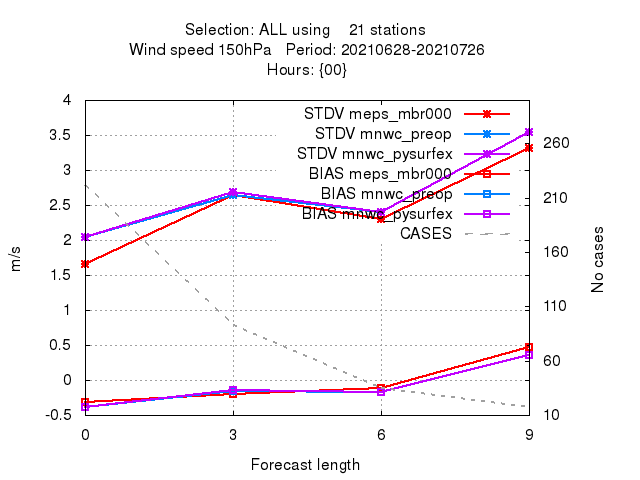 Selection: ALL using 21 stations
Wind speed 150hPa Period: 20210628-20210726
Hours: {00}
4
3.5
3
2.5
2
1.5
1
0.5
0
-0.5
m/s
STDV meps_mbr000
STDV mnwc_preop
STDV mnwc_pysurfex
BIAS meps_mbr000
BIAS mnwc_preop
BIAS mnwc_pysurfex
CASES
260
210
160
110
60
10
No cases
0 3 6 9
Forecast length